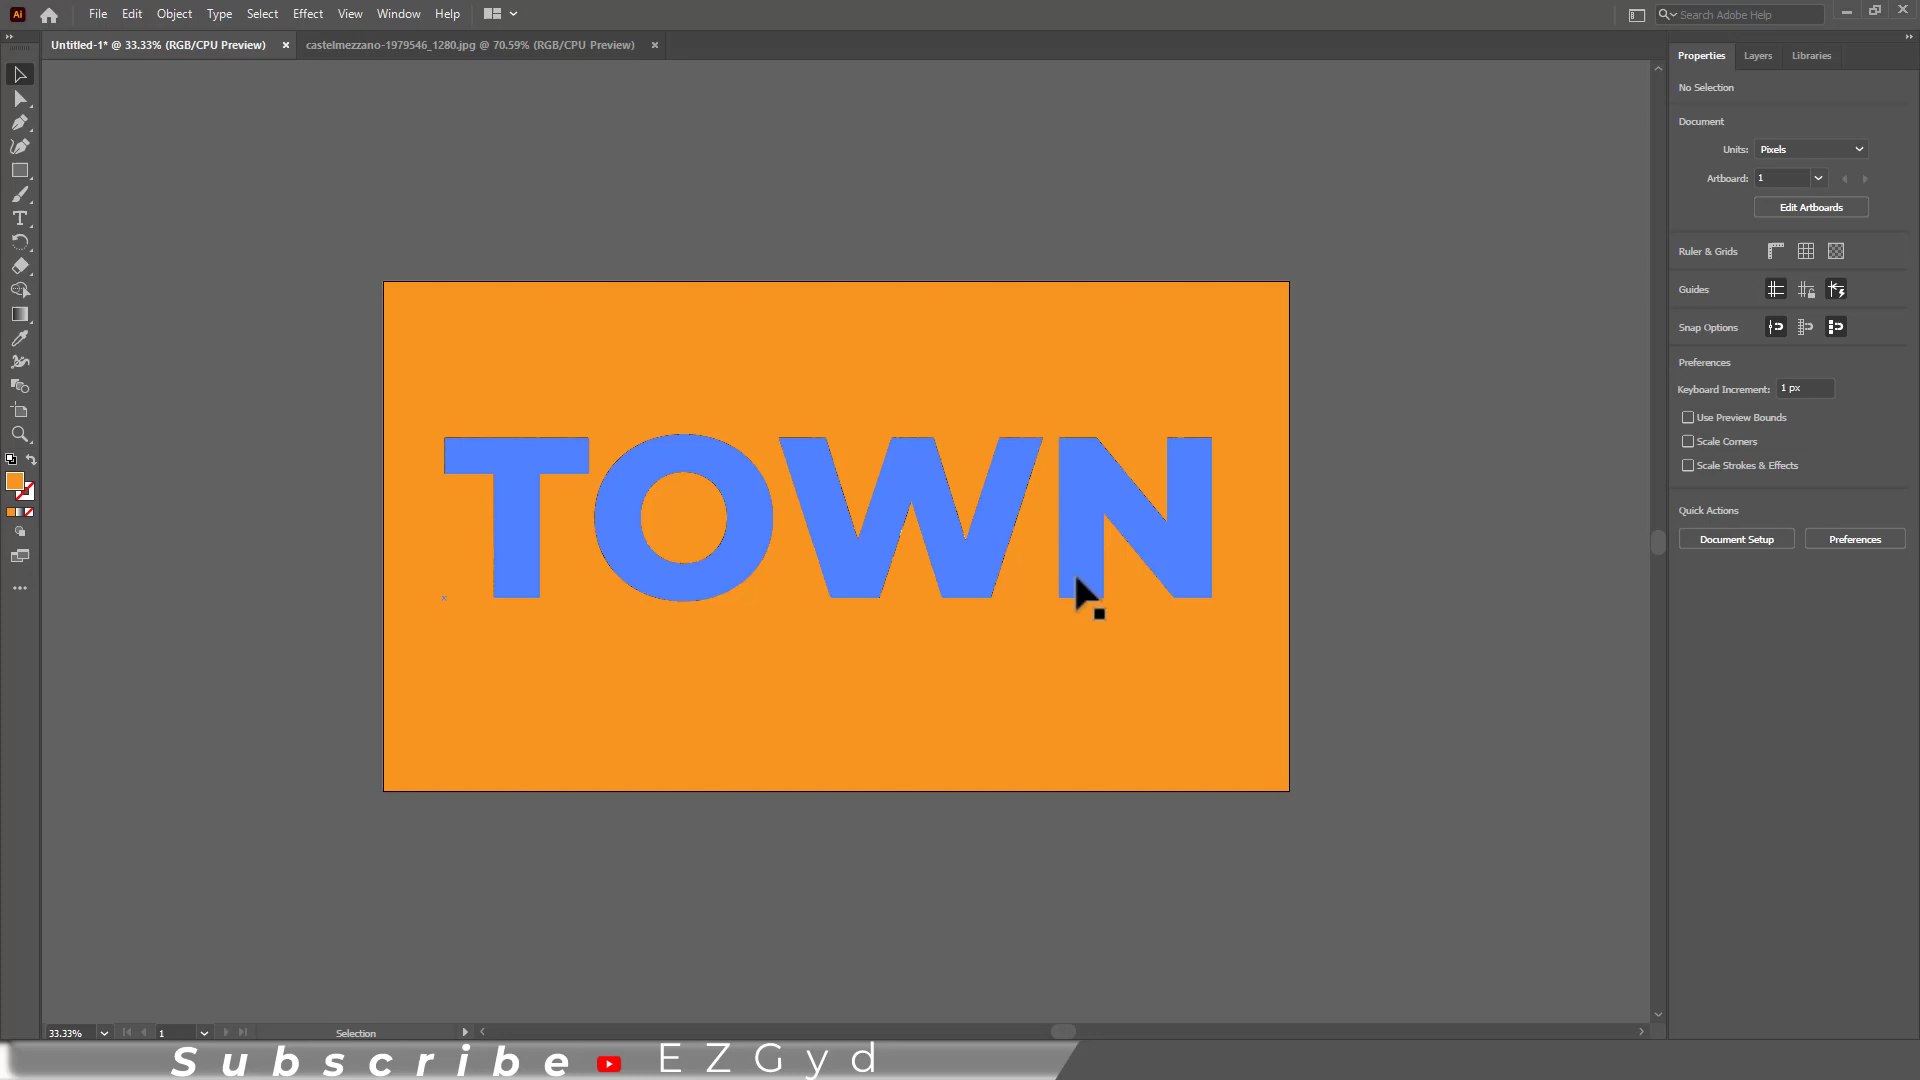 Ai File Edit Object Type Select Effect View Window Help Search Adobe Help
Untitled-1* @ 33.33% (RGB/CPU Preview) × castelmezzano-1979546_1280.jpg @ 70.59% (RGB/CPU Preview) ×
Properties Layers Libraries
No Selection
Document
Units: Pixels
Artboard: 1
Edit Artboards
Ruler & Grids
Guides
Snap Options
Preferences
Keyboard Increment: 1 px
Use Preview Bounds
Scale Corners
Scale Strokes & Effects
Quick Actions
Document Setup Preferences
TOWN
33.33% 1 Selection
Subscribe EZGyd